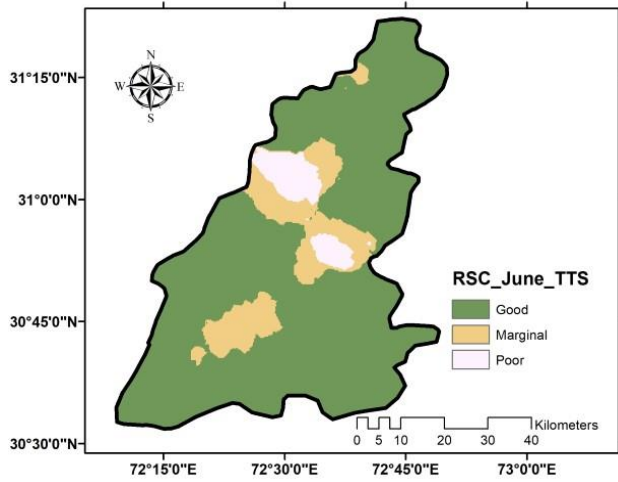 31°15'0"N
31°0'0"N
30°45'0"N
30°30'0"N
N
W E
S
RSC_June_TTS
Good
Marginal
Poor
Kilometers
0 5 10 20 30 40
72°15'0"E 72°30'0"E 72°45'0"E 73°0'0"E